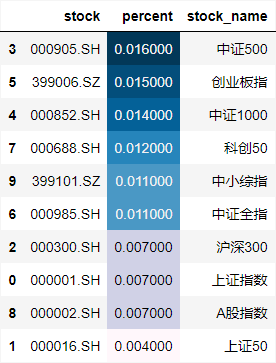 stock percent stock_name
3 000905.SH 0.016000 中证500
5 399006.SZ 0.015000 创业板指
4 000852.SH 0.014000 中证1000
7 000688.SH 0.012000 科创50
9 399101.SZ 0.011000 中小综指
6 000985.SH 0.011000 中证全指
2 000300.SH 0.007000 沪深300
0 000001.SH 0.007000 上证指数
8 000002.SH 0.007000 A股指数
1 000016.SH 0.004000 上证50